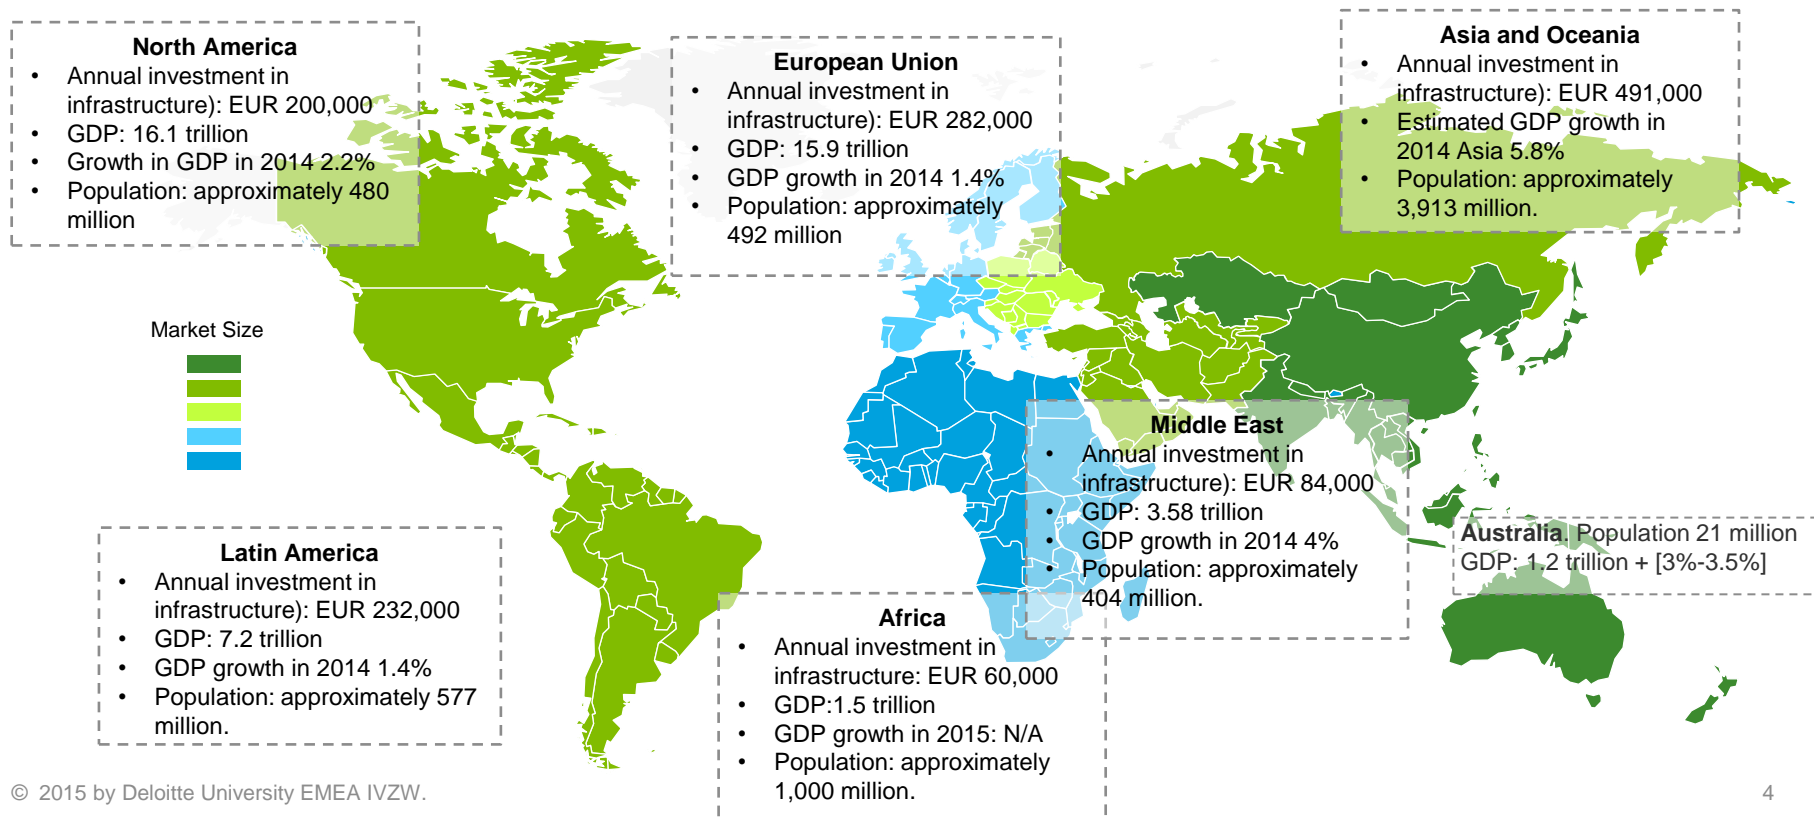 North America
• Annual investment in
infrastructure): EUR 200,000
• GDP: 16.1 trillion
• Growth in GDP in 2014 2.2%
• Population: approximately 480
million
European Union
• Annual investment in
infrastructure): EUR 282,000
• GDP: 15.9 trillion
• GDP growth in 2014 1.4%
• Population: approximately
492 million
Asia and Oceania
• Annual investment in
infrastructure): EUR 491,000
• Estimated GDP growth in
2014 Asia 5.8%
• Population: approximately
3,913 million.
Market Size
Middle East
• Annual investment in
infrastructure): EUR 84,000
• GDP: 3.58 trillion
• GDP growth in 2014 4%
• Population: approximately
404 million.
Australia. Population 21 million
GDP: 1.2 trillion + [3%-3.5%]
Latin America
• Annual investment in
infrastructure): EUR 232,000
• GDP: 7.2 trillion
• GDP growth in 2014 1.4%
• Population: approximately 577
million.
Africa
• Annual investment in
infrastructure: EUR 60,000
• GDP:1.5 trillion
• GDP growth in 2015: N/A
• Population: approximately
1,000 million.
© 2015 by Deloitte University EMEA IVZW.
4